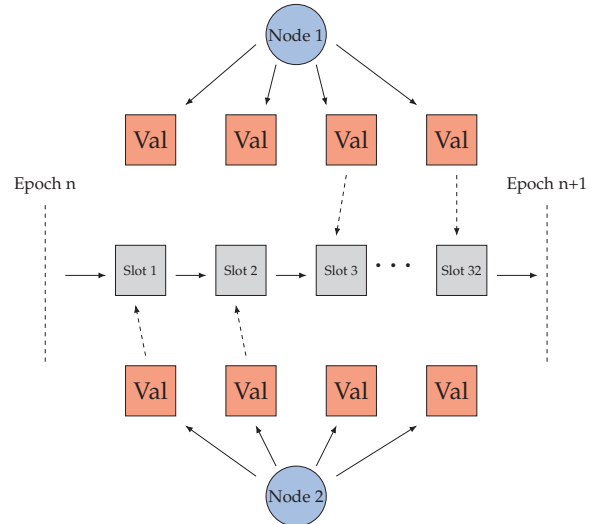 Node 1
Val Val Val Val
Epoch n Epoch n+1
Slot 1 Slot 2 Slot 3 ··· Slot 32
Val Val Val Val
Node 2